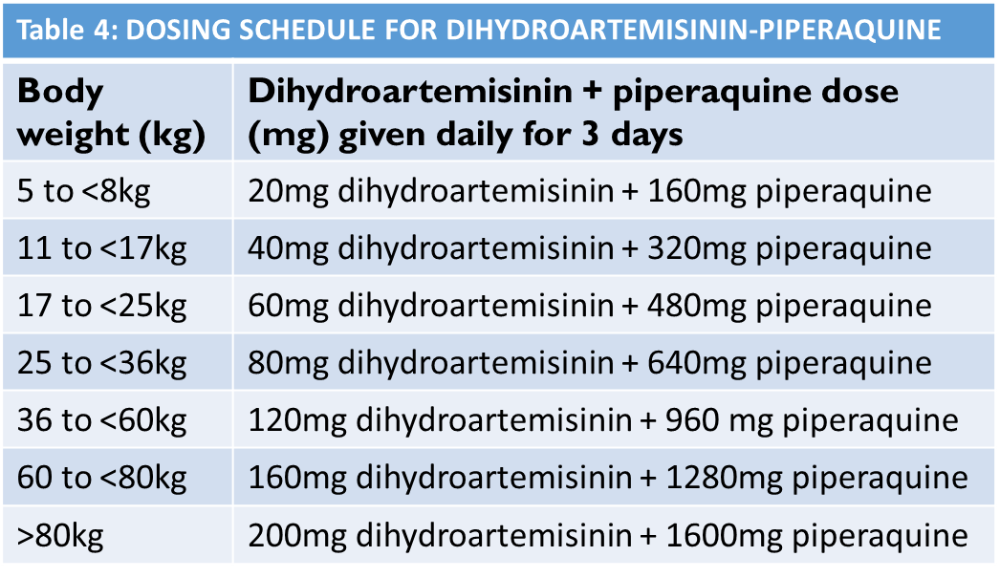 Table 4: DOSING SCHEDULE FOR DIHYDROARTEMISININ-PIPERAQUINE
Body weight (kg)
Dihydroartemisinin + piperaquine dose (mg) given daily for 3 days
5 to <8kg 20mg dihydroartemisinin + 160mg piperaquine
11 to <17kg 40mg dihydroartemisinin + 320mg piperaquine
17 to <25kg 60mg dihydroartemisinin + 480mg piperaquine
25 to <36kg 80mg dihydroartemisinin + 640mg piperaquine
36 to <60kg 120mg dihydroartemisinin + 960 mg piperaquine
60 to <80kg 160mg dihydroartemisinin + 1280mg piperaquine
>80kg 200mg dihydroartemisinin + 1600mg piperaquine